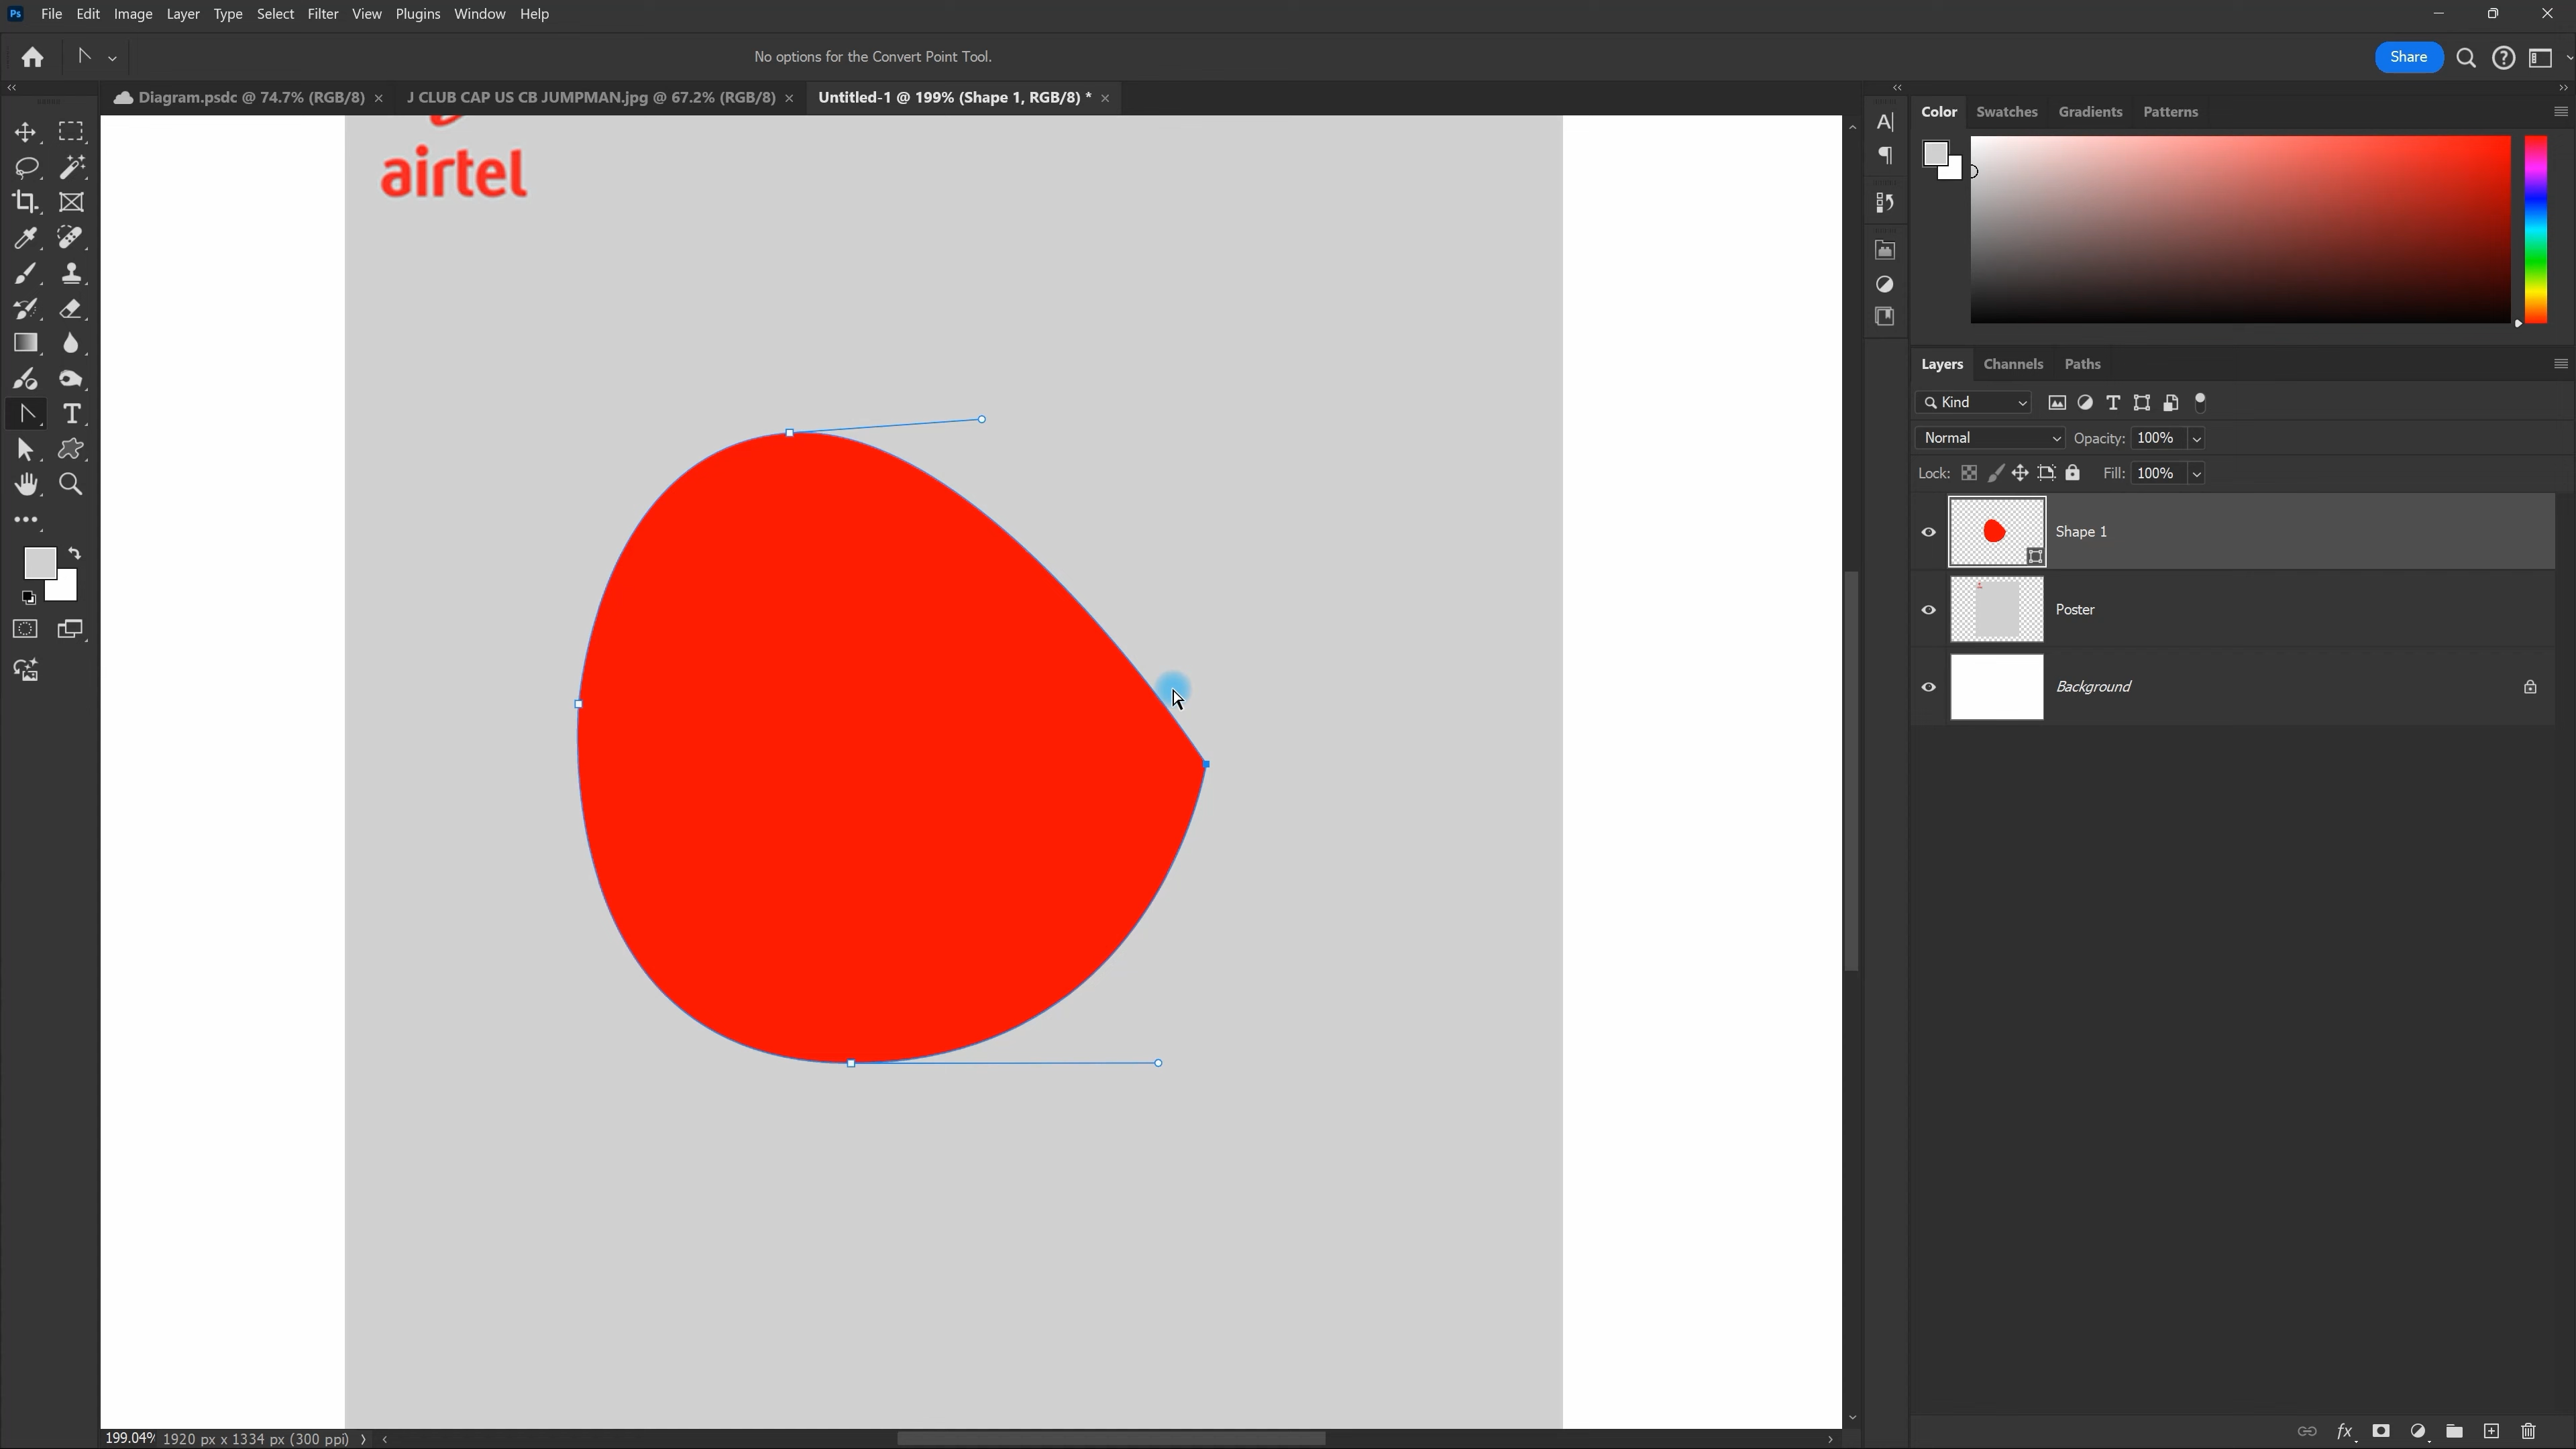 Ps File Edit Image Layer Type Select Filter View Plugins Window Help
No options for the Convert Point Tool.
Share
Diagram.psdc @ 74.7% (RGB/8) × J CLUB CAP US CB JUMPMAN.jpg @ 67.2% (RGB/8) × Untitled-1 @ 199% (Shape 1, RGB/8) * ×
airtel
Color Swatches Gradients Patterns
Layers Channels Paths
Kind
Normal Opacity: 100%
Lock: Fill: 100%
Shape 1
Poster
Background
199.04% 1920 px x 1334 px (300 ppi)
fx